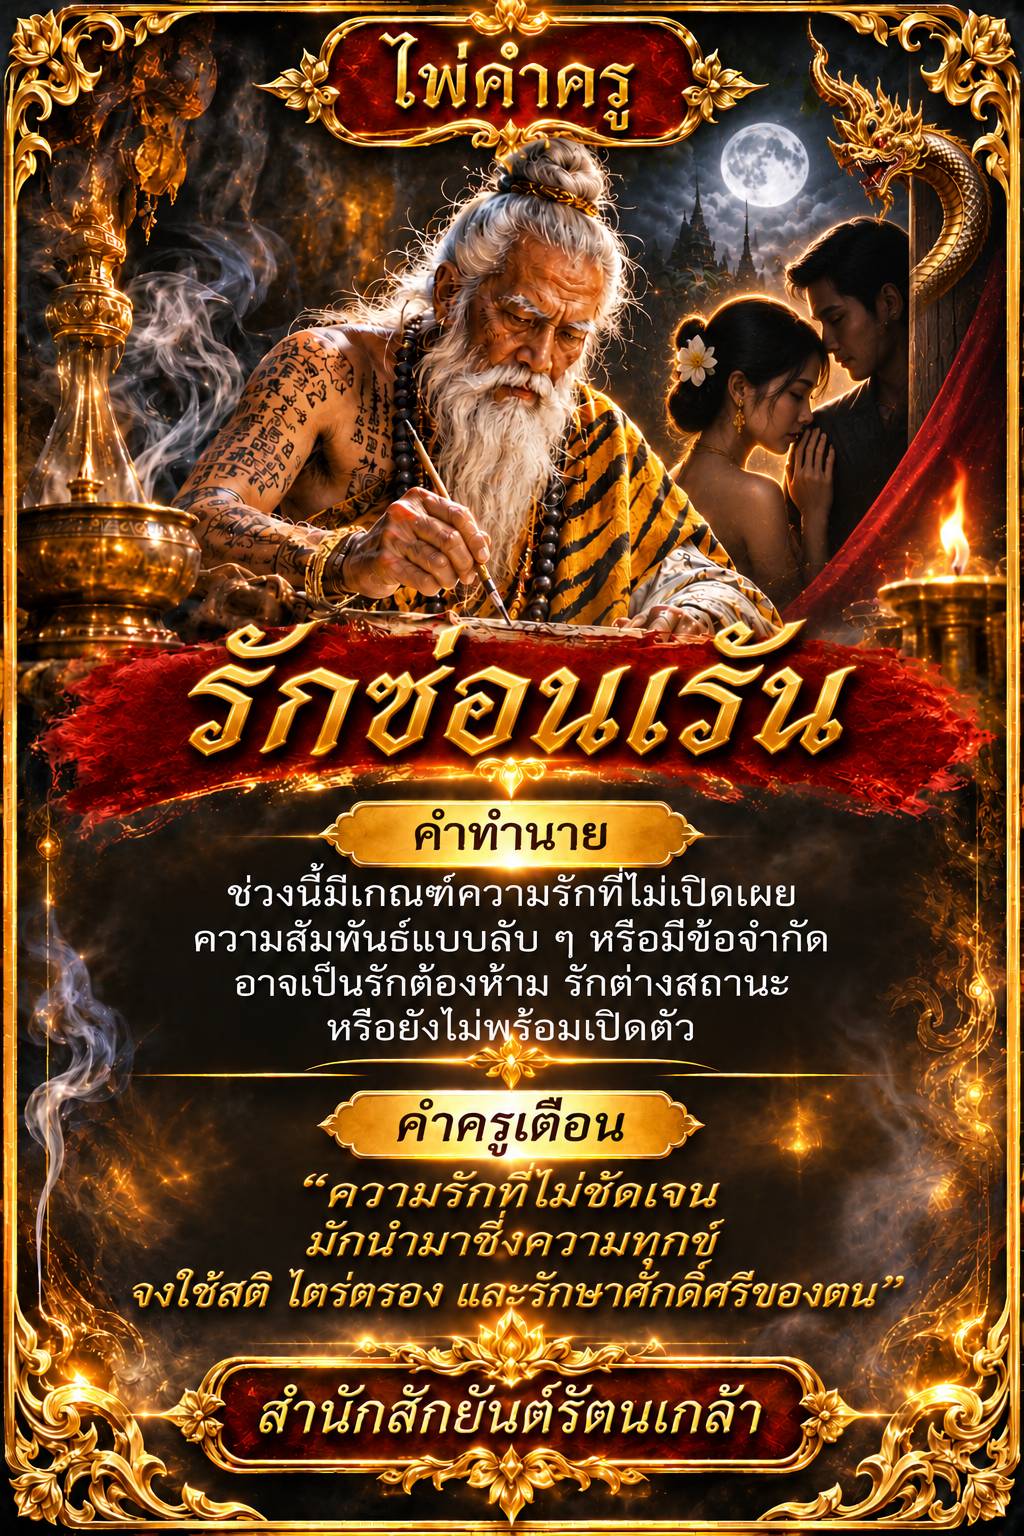 ไพ่คำครู
รักซ่อนเร้น
คำทำนาย
ช่วงนี้มีเกณฑ์ความรักที่ไม่เปิดเผย
ความสัมพันธ์แบบลับ ๆ หรือมีข้อจำกัด
อาจเป็นรักต้องห้าม รักต่างสถานะ
หรือยังไม่พร้อมเปิดตัว
คำครูเตือน
“ความรักที่ไม่ชัดเจน
มักนำมาซึ่งความทุกข์
จงใช้สติ ไตร่ตรอง และรักษาศักดิ์ศรีของตน”
สำนักสักยันต์รัตนเกล้า